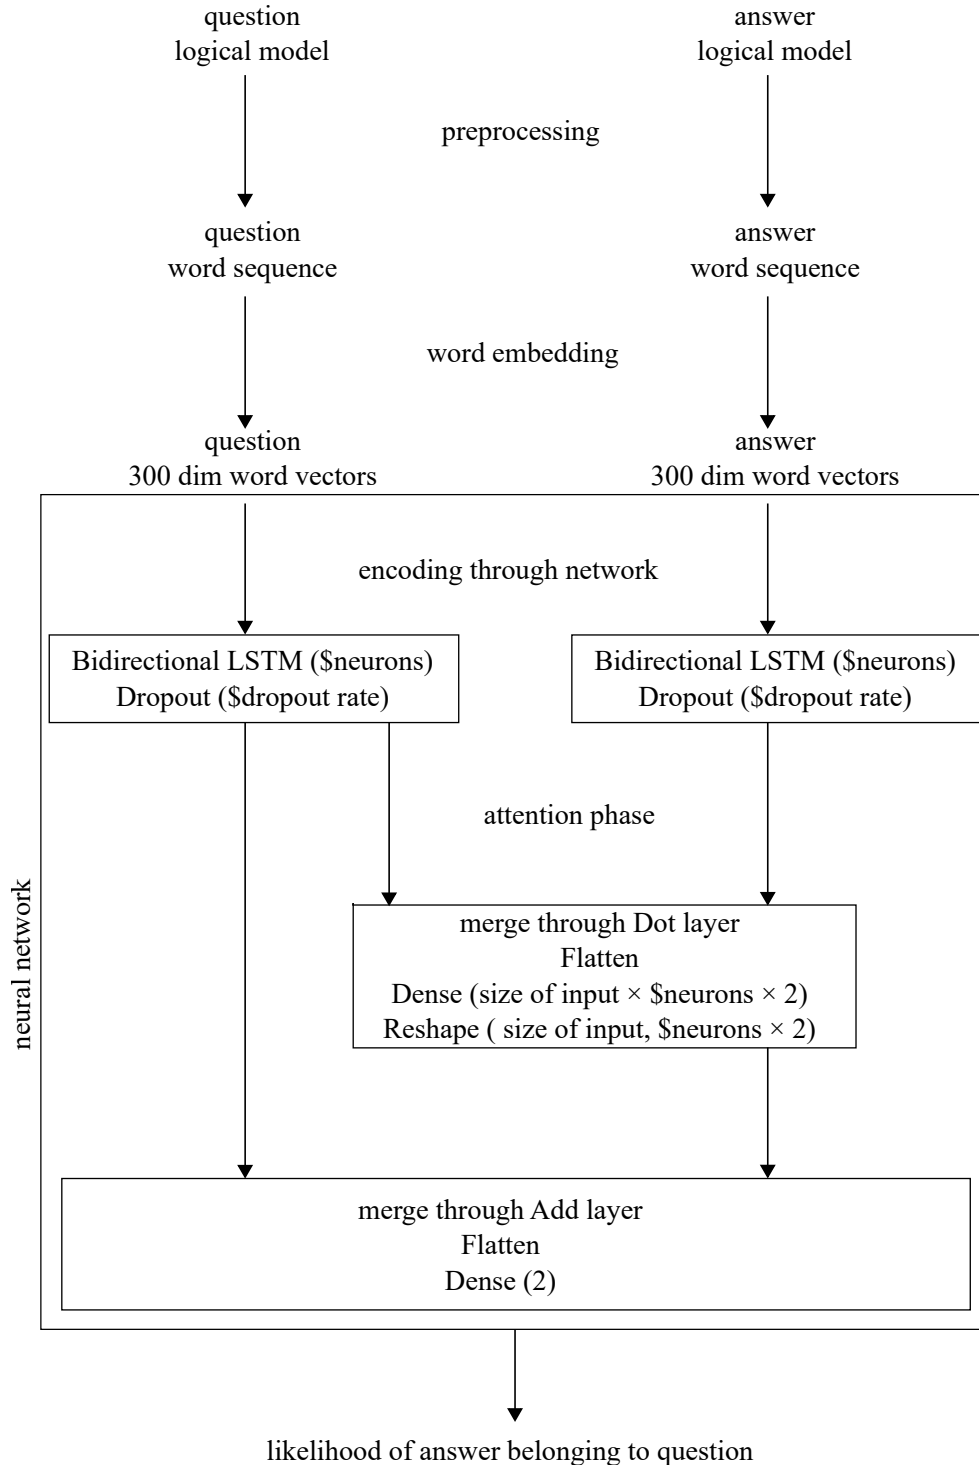 question
logical model
answer
logical model
preprocessing
question
word sequence
answer
word sequence
word embedding
question
300 dim word vectors
answer
300 dim word vectors
encoding through network
Bidirectional LSTM ($neurons)
Dropout ($dropout rate)
Bidirectional LSTM ($neurons)
Dropout ($dropout rate)
attention phase
neural network
merge through Dot layer
Flatten
Dense (size of input × $neurons × 2)
Reshape ( size of input, $neurons × 2)
merge through Add layer
Flatten
Dense (2)
likelihood of answer belonging to question